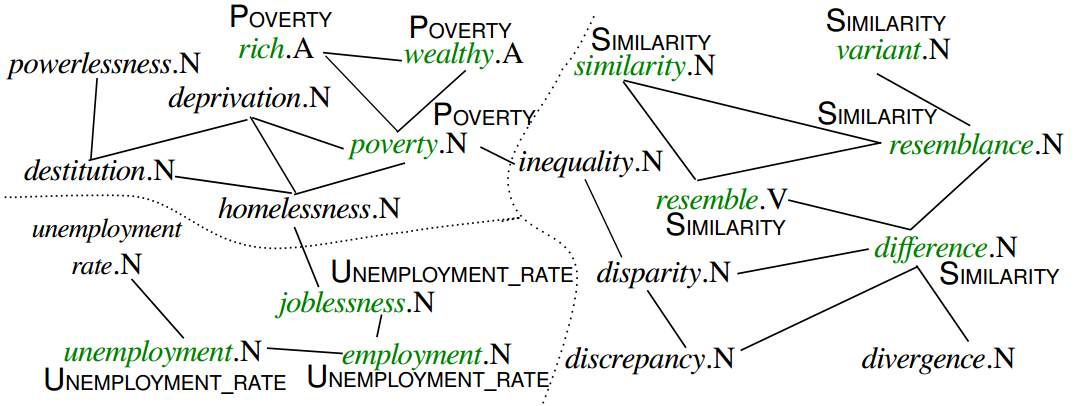 POVERTY
rich.A
POVERTY
wealthy.A
powerlessness.N
deprivation.N
POVERTY
poverty.N
destitution.N
homelessness.N
unemployment
rate.N
UNEMPLOYMENT_RATE
joblessness.N
unemployment.N
UNEMPLOYMENT_RATE
employment.N
UNEMPLOYMENT_RATE
SIMILARITY
similarity.N
SIMILARITY
variant.N
SIMILARITY
resemblance.N
inequality.N
resemble.V
SIMILARITY
difference.N
SIMILARITY
disparity.N
discrepancy.N
divergence.N